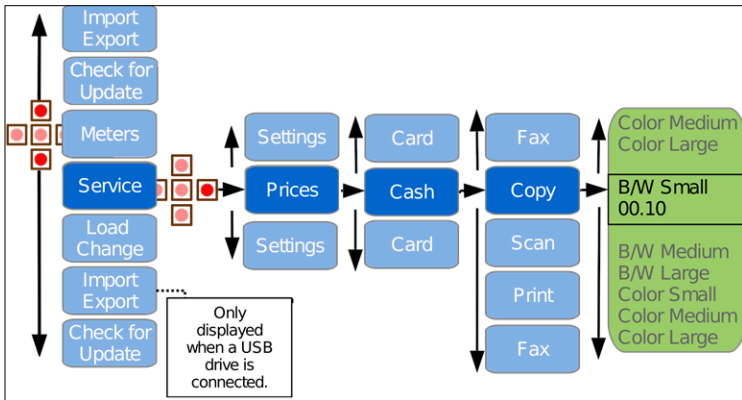 Import
Export
Check for
Update
Meters
Service
Load
Change
Import
Export
Check for
Update
Only
displayed
when a USB
drive is
connected.
Settings
Prices
Settings
Card
Cash
Card
Fax
Copy
Scan
Print
Fax
Color Medium
Color Large
B/W Small
00.10
B/W Medium
B/W Large
Color Small
Color Medium
Color Large